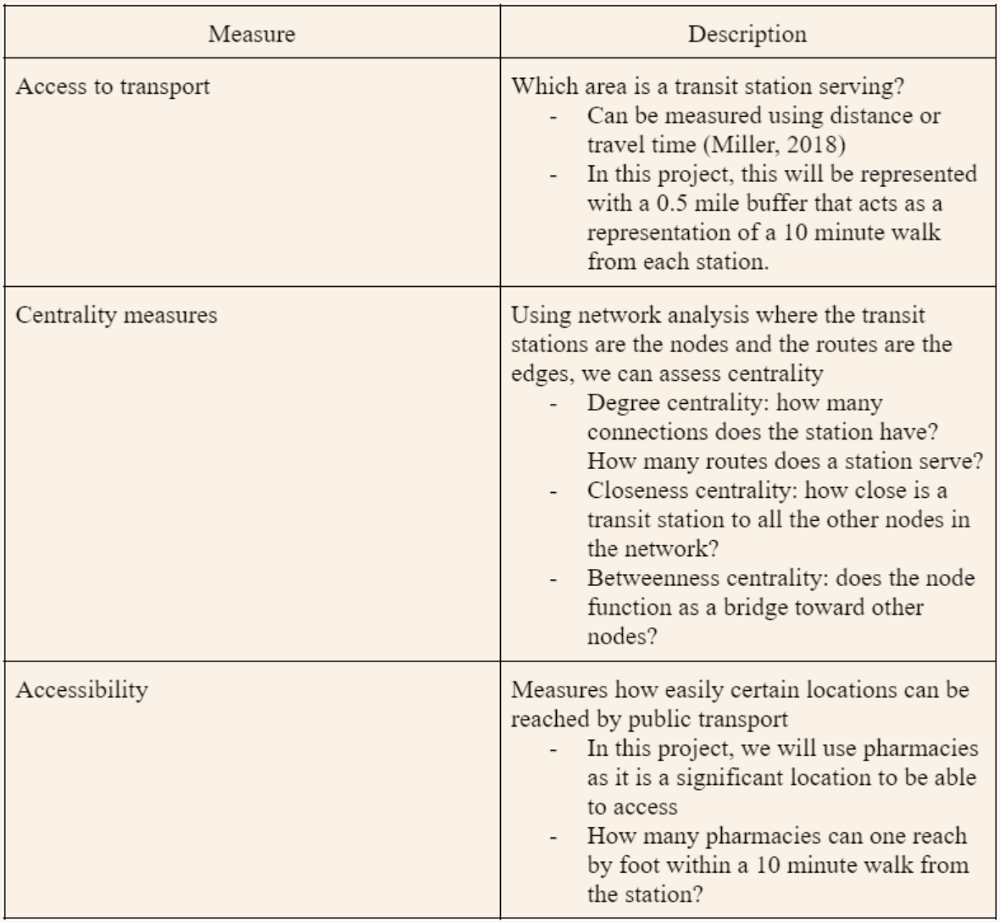 Measure
Description
Access to transport
Which area is a transit station serving?
- Can be measured using distance or
travel time (Miller, 2018)
- In this project, this will be represented
with a 0.5 mile buffer that acts as a
representation of a 10 minute walk
from each station.
Centrality measures
Using network analysis where the transit
stations are the nodes and the routes are the
edges, we can assess centrality
- Degree centrality: how many
connections does the station have?
How many routes does a station serve?
- Closeness centrality: how close is a
transit station to all the other nodes in
the network?
- Betweenness centrality: does the node
function as a bridge toward other
nodes?
Accessibility
Measures how easily certain locations can be
reached by public transport
- In this project, we will use pharmacies
as it is a significant location to be able
to access
- How many pharmacies can one reach
by foot within a 10 minute walk from
the station?